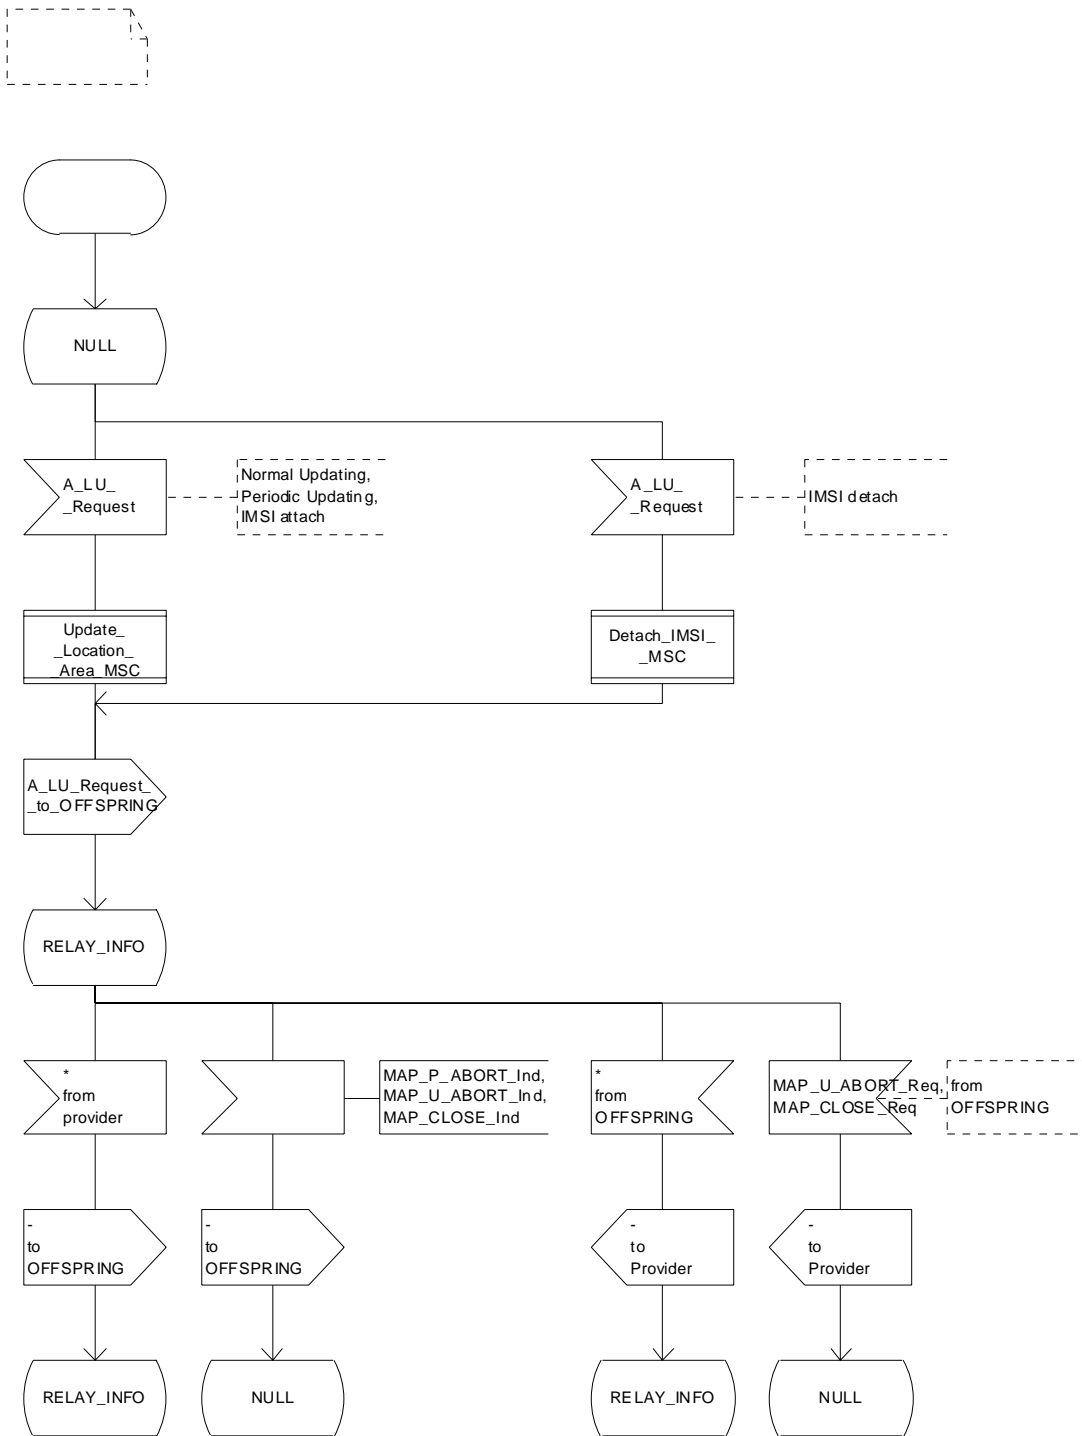 NULL
A_LU_
_Request
Normal Updating,
Periodic Updating,
IMSI attach
A_LU_
_Request
IMSI detach
Update_
_Location_
_Area_MSC
Detach_IMSI_
_MSC
A_LU_Request_
_to_OFFSPRING
RELAY_INFO
*
from
provider
MAP_P_ABORT_Ind,
MAP_U_ABORT_Ind,
MAP_CLOSE_Ind
*
from
OFFSPRING
MAP_U_ABORT_Req,
MAP_CLOSE_Req
from
OFFSPRING
-
to
OFFSPRING
-
to
OFFSPRING
-
to
Provider
-
to
Provider
RELAY_INFO
NULL
RELAY_INFO
NULL